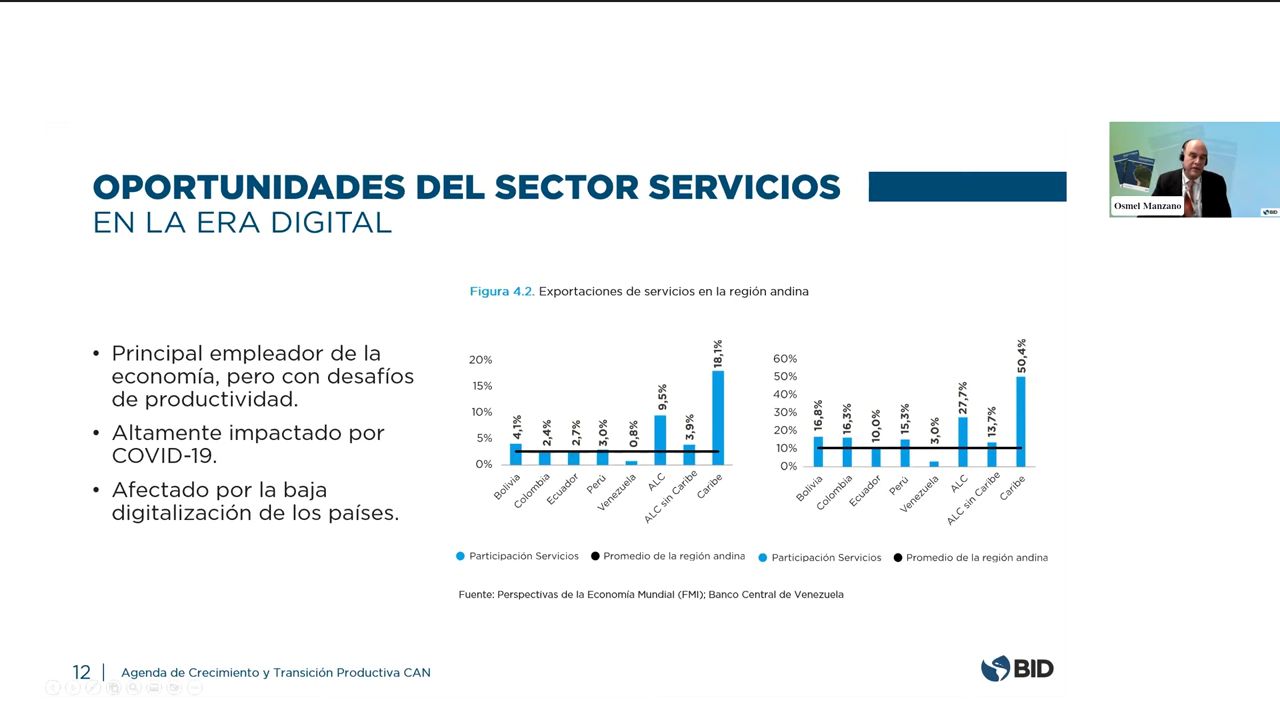 OPORTUNIDADES DEL SECTOR SERVICIOS
EN LA ERA DIGITAL
Osmel Manzano
BID
Figura 4.2. Exportaciones de servicios en la región andina
• Principal empleador de la
economía, pero con desafíos
de productividad.
• Altamente impactado por
COVID-19.
• Afectado por la baja
digitalización de los países.
20%
15%
10%
5%
0%
4,1%
2,4%
2,7%
3,0%
0,8%
9,5%
3,9%
18,1%
Bolivia
Colombia
Ecuador
Perú
Venezuela
ALC
ALC sin Caribe
Caribe
Participación Servicios
Promedio de la región andina
60%
50%
40%
30%
20%
10%
0%
16,8%
16,3%
10,0%
15,3%
3,0%
27,7%
13,7%
50,4%
Bolivia
Colombia
Ecuador
Perú
Venezuela
ALC
ALC sin Caribe
Caribe
Participación Servicios
Promedio de la región andina
Fuente: Perspectivas de la Economía Mundial (FMI); Banco Central de Venezuela
12 | Agenda de Crecimiento y Transición Productiva CAN
BID